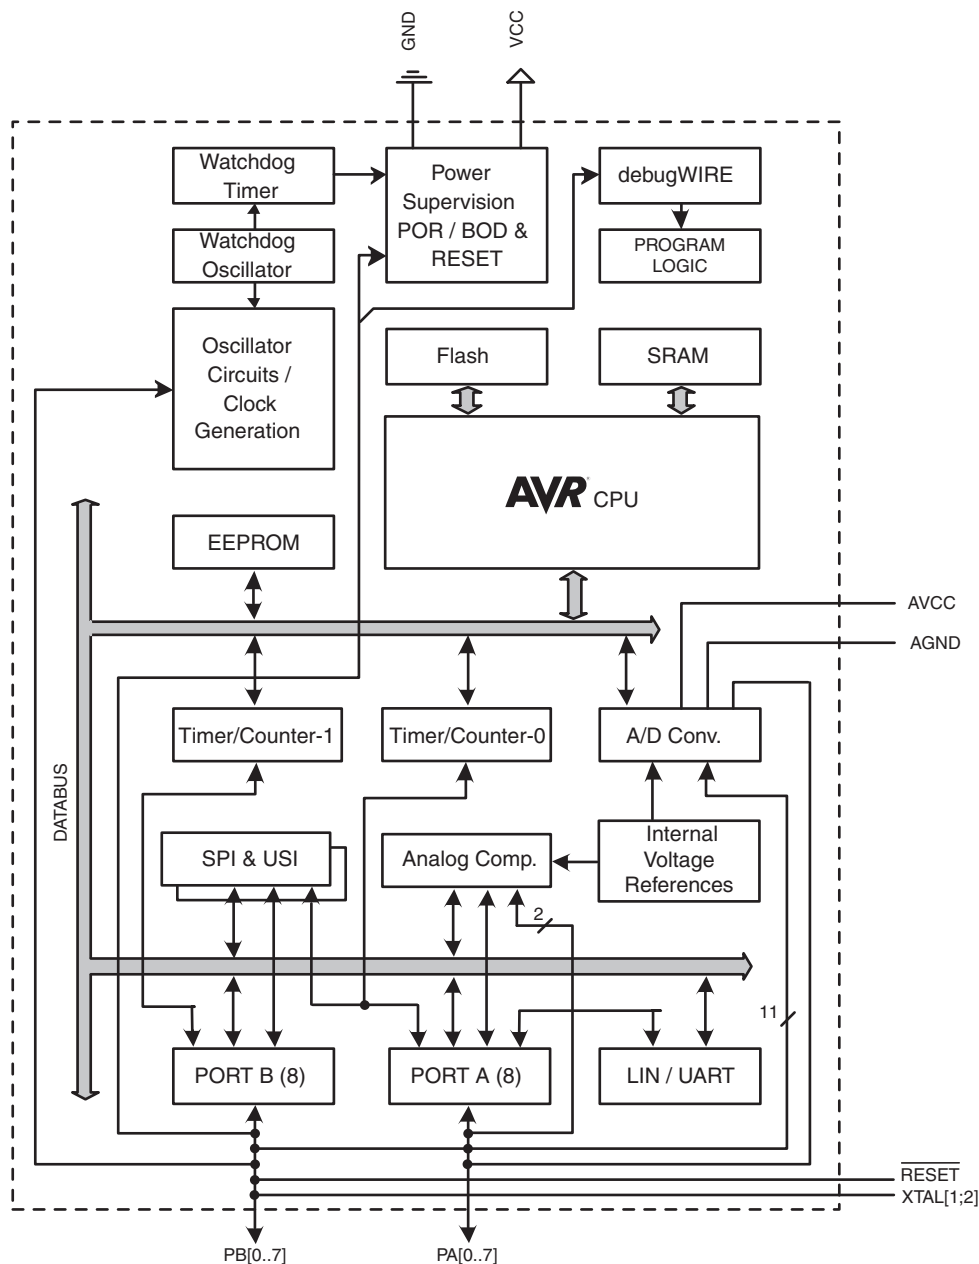 GND
VCC
Watchdog
Timer
Power
Supervision
POR / BOD &
RESET
debugWIRE
Watchdog
Oscillator
PROGRAM
LOGIC
Oscillator
Circuits /
Clock
Generation
Flash
SRAM
AVR® CPU
EEPROM
AVCC
AGND
Timer/Counter-1
Timer/Counter-0
A/D Conv.
DATABUS
SPI & USI
Analog Comp.
Internal
Voltage
References
2
11
PORT B (8)
PORT A (8)
LIN / UART
RESET
XTAL[1;2]
PB[0..7]
PA[0..7]